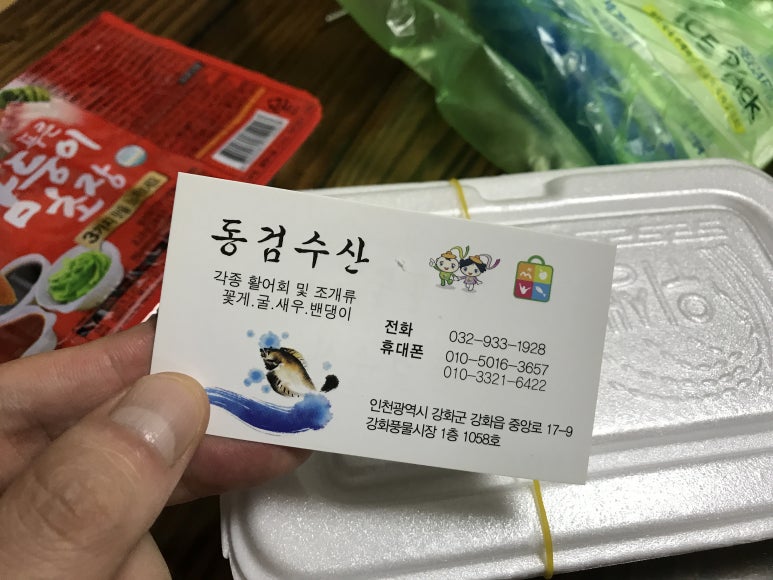 동검수산
각종 활어회 및 조개류
꽃게.굴.새우.밴댕이
전화 032-933-1928
휴대폰 010-5016-3657
010-3321-6422
인천광역시 강화군 강화읍 중앙로 17-9
강화풍물시장 1층 1058호
ICE PACK